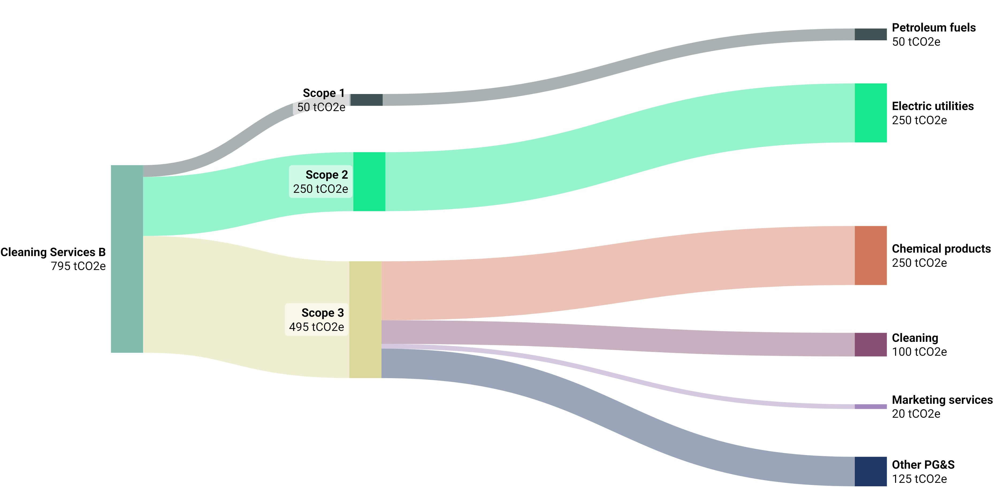 Cleaning Services B
795 tCO2e
Scope 1
50 tCO2e
Scope 2
250 tCO2e
Scope 3
495 tCO2e
Petroleum fuels
50 tCO2e
Electric utilities
250 tCO2e
Chemical products
250 tCO2e
Cleaning
100 tCO2e
Marketing services
20 tCO2e
Other PG&S
125 tCO2e